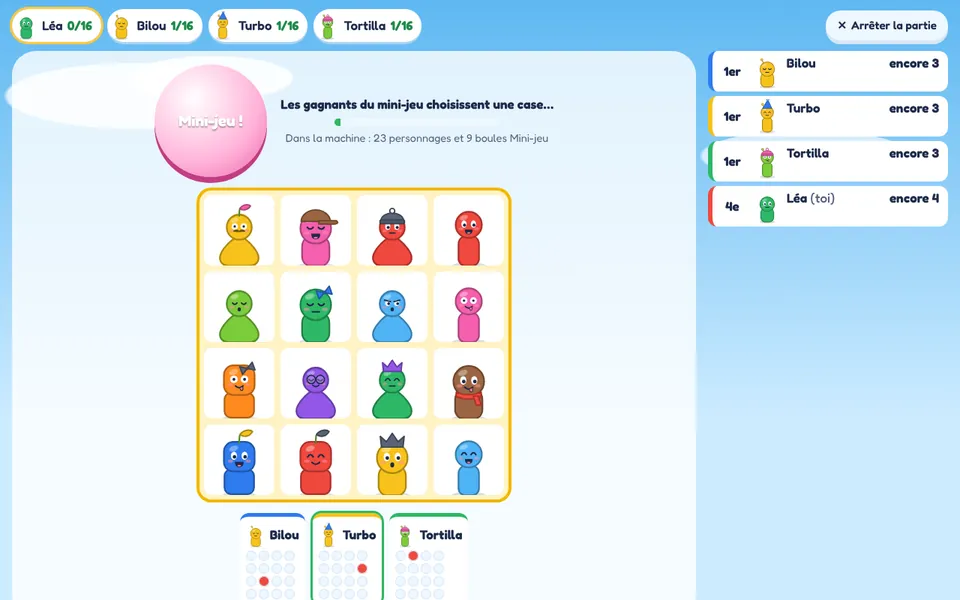 Léa 0/16
Bilou 1/16
Turbo 1/16
Tortilla 1/16
✕ Arrêter la partie
Mini-jeu !
Les gagnants du mini-jeu choisissent une case...
Dans la machine : 23 personnages et 9 boules Mini-jeu
1er Bilou encore 3
1er Turbo encore 3
1er Tortilla encore 3
4e Léa (toi) encore 4
Bilou
Turbo
Tortilla